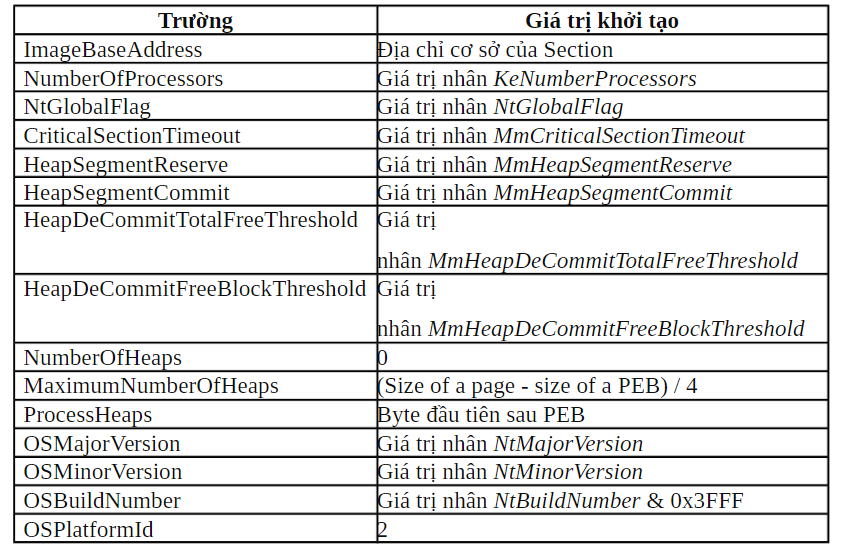 Trường Giá trị khởi tạo
ImageBaseAddress Địa chỉ cơ sở của Section
NumberOfProcessors Giá trị nhân KeNumberProcessors
NtGlobalFlag Giá trị nhân NtGlobalFlag
CriticalSectionTimeout Giá trị nhân MmCriticalSectionTimeout
HeapSegmentReserve Giá trị nhân MmHeapSegmentReserve
HeapSegmentCommit Giá trị nhân MmHeapSegmentCommit
HeapDeCommitTotalFreeThreshold Giá trị
nhân MmHeapDeCommitTotalFreeThreshold
HeapDeCommitFreeBlockThreshold Giá trị
nhân MmHeapDeCommitFreeBlockThreshold
NumberOfHeaps 0
MaximumNumberOfHeaps (Size of a page - size of a PEB) / 4
ProcessHeaps Byte đầu tiên sau PEB
OSMajorVersion Giá trị nhân NtMajorVersion
OSMinorVersion Giá trị nhân NtMinorVersion
OSBuildNumber Giá trị nhân NtBuildNumber & 0x3FFF
OSPlatformId 2